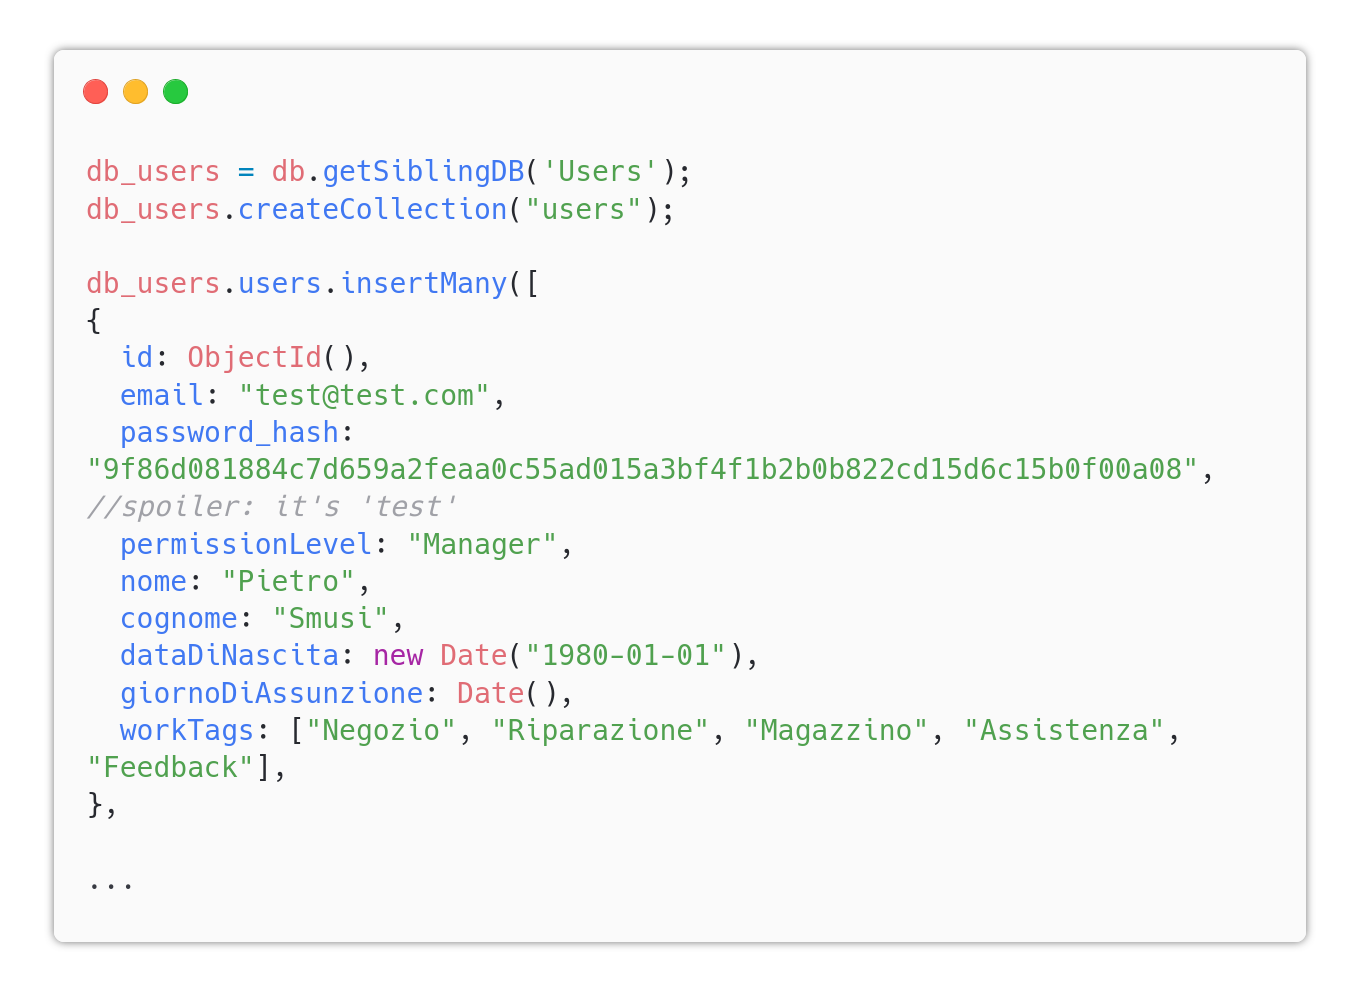 db_users = db.getSiblingDB('Users');
db_users.createCollection("users");
db_users.users.insertMany([
{
  id: ObjectId(),
  email: "test@test.com",
  password_hash:
"9f86d081884c7d659a2feaa0c55ad015a3bf4f1b2b0b822cd15d6c15b0f00a08",
//spoiler: it's 'test'
  permissionLevel: "Manager",
  nome: "Pietro",
  cognome: "Smusi",
  dataDiNascita: new Date("1980-01-01"),
  giornoDiAssunzione: Date(),
  workTags: ["Negozio", "Riparazione", "Magazzino", "Assistenza",
"Feedback"],
},
...